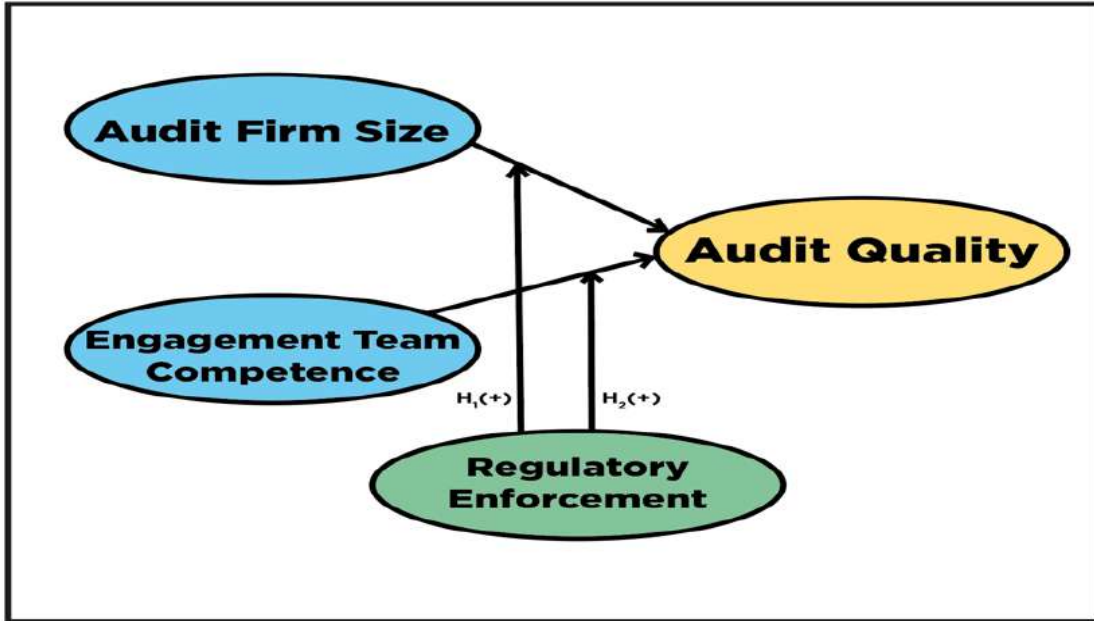 Audit Firm Size
Audit Quality
Engagement Team
Competence
H₁(+)
H₂(+)
Regulatory
Enforcement